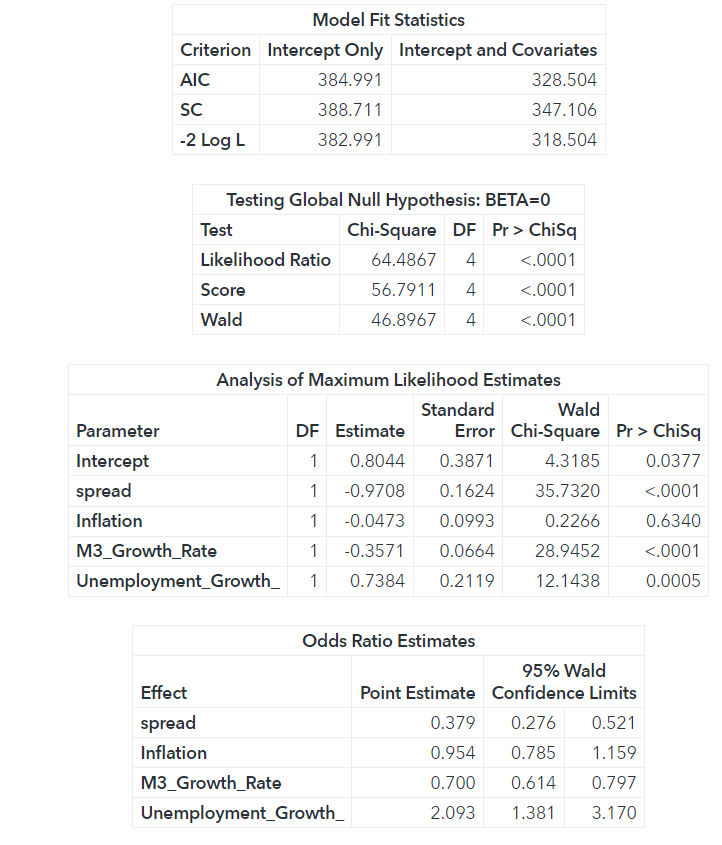 Model Fit Statistics
Criterion Intercept Only Intercept and Covariates
AIC 384.991 328.504
SC 388.711 347.106
-2 Log L 382.991 318.504
Testing Global Null Hypothesis: BETA=0
Test Chi-Square DF Pr > ChiSq
Likelihood Ratio 64.4867 4 <.0001
Score 56.7911 4 <.0001
Wald 46.8967 4 <.0001
Analysis of Maximum Likelihood Estimates
Standard Wald
Parameter DF Estimate Error Chi-Square Pr > ChiSq
Intercept 1 0.8044 0.3871 4.3185 0.0377
spread 1 -0.9708 0.1624 35.7320 <.0001
Inflation 1 -0.0473 0.0993 0.2266 0.6340
M3_Growth_Rate 1 -0.3571 0.0664 28.9452 <.0001
Unemployment_Growth_ 1 0.7384 0.2119 12.1438 0.0005
Odds Ratio Estimates
95% Wald
Effect Point Estimate Confidence Limits
spread 0.379 0.276 0.521
Inflation 0.954 0.785 1.159
M3_Growth_Rate 0.700 0.614 0.797
Unemployment_Growth_ 2.093 1.381 3.170